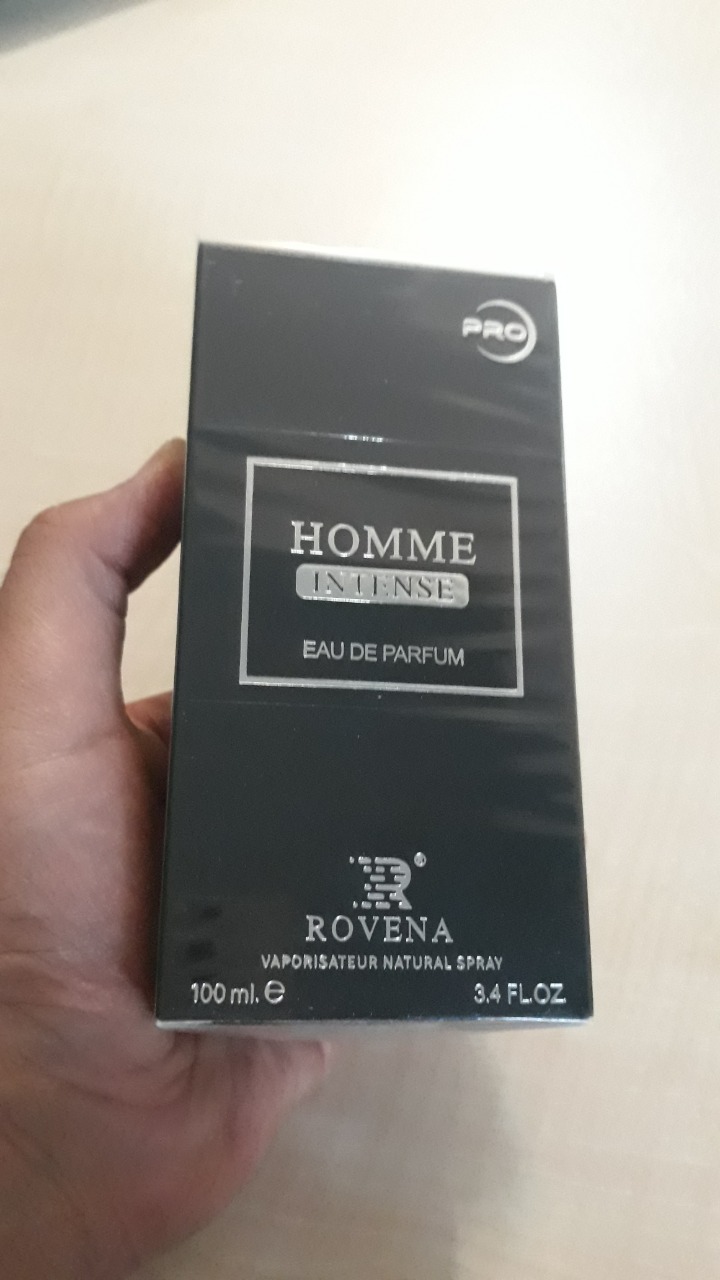 PRO
HOMME
INTENSE
EAU DE PARFUM
R®
ROVENA
VAPORISATEUR NATURAL SPRAY
100 ml. ℮
3.4 FL.OZ